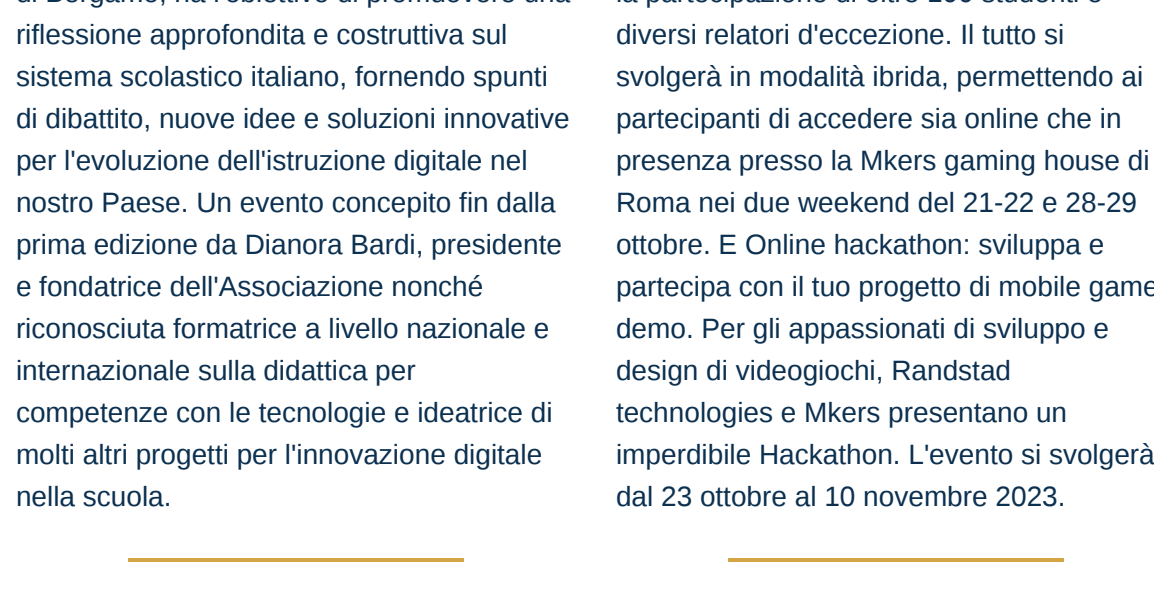 riflessione approfondita e costruttiva sul
sistema scolastico italiano, fornendo spunti
di dibattito, nuove idee e soluzioni innovative
per l'evoluzione dell'istruzione digitale nel
nostro Paese. Un evento concepito fin dalla
prima edizione da Dianora Bardi, presidente
e fondatrice dell'Associazione nonché
riconosciuta formatrice a livello nazionale e
internazionale sulla didattica per
competenze con le tecnologie e ideatrice di
molti altri progetti per l'innovazione digitale
nella scuola.
diversi relatori d'eccezione. Il tutto si
svolgerà in modalità ibrida, permettendo ai
partecipanti di accedere sia online che in
presenza presso la Mkers gaming house di
Roma nei due weekend del 21-22 e 28-29
ottobre. E Online hackathon: sviluppa e
partecipa con il tuo progetto di mobile game
demo. Per gli appassionati di sviluppo e
design di videogiochi, Randstad
technologies e Mkers presentano un
imperdibile Hackathon. L'evento si svolgerà
dal 23 ottobre al 10 novembre 2023.